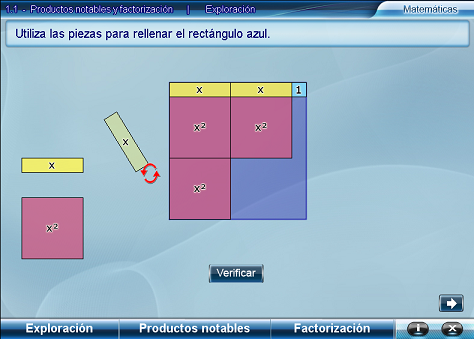 1.1 - Productos notables y factorización | Exploración Matemáticas
Utiliza las piezas para rellenar el rectángulo azul.
x x 1
x² x²
x
x
x²
x²
Verificar
Exploración Productos notables Factorización